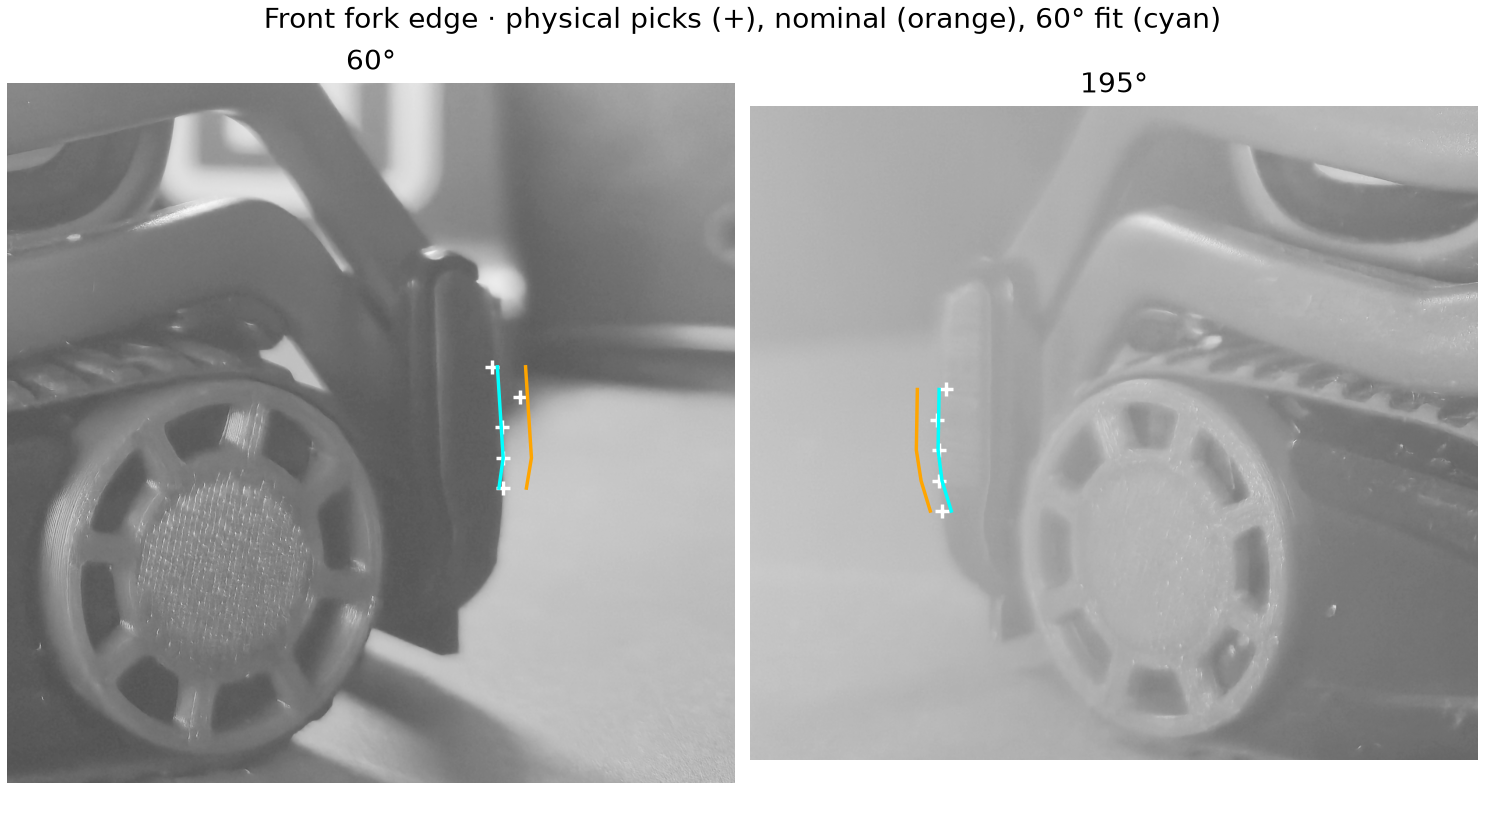 Front fork edge · physical picks (+), nominal (orange), 60° fit (cyan)
60°
195°